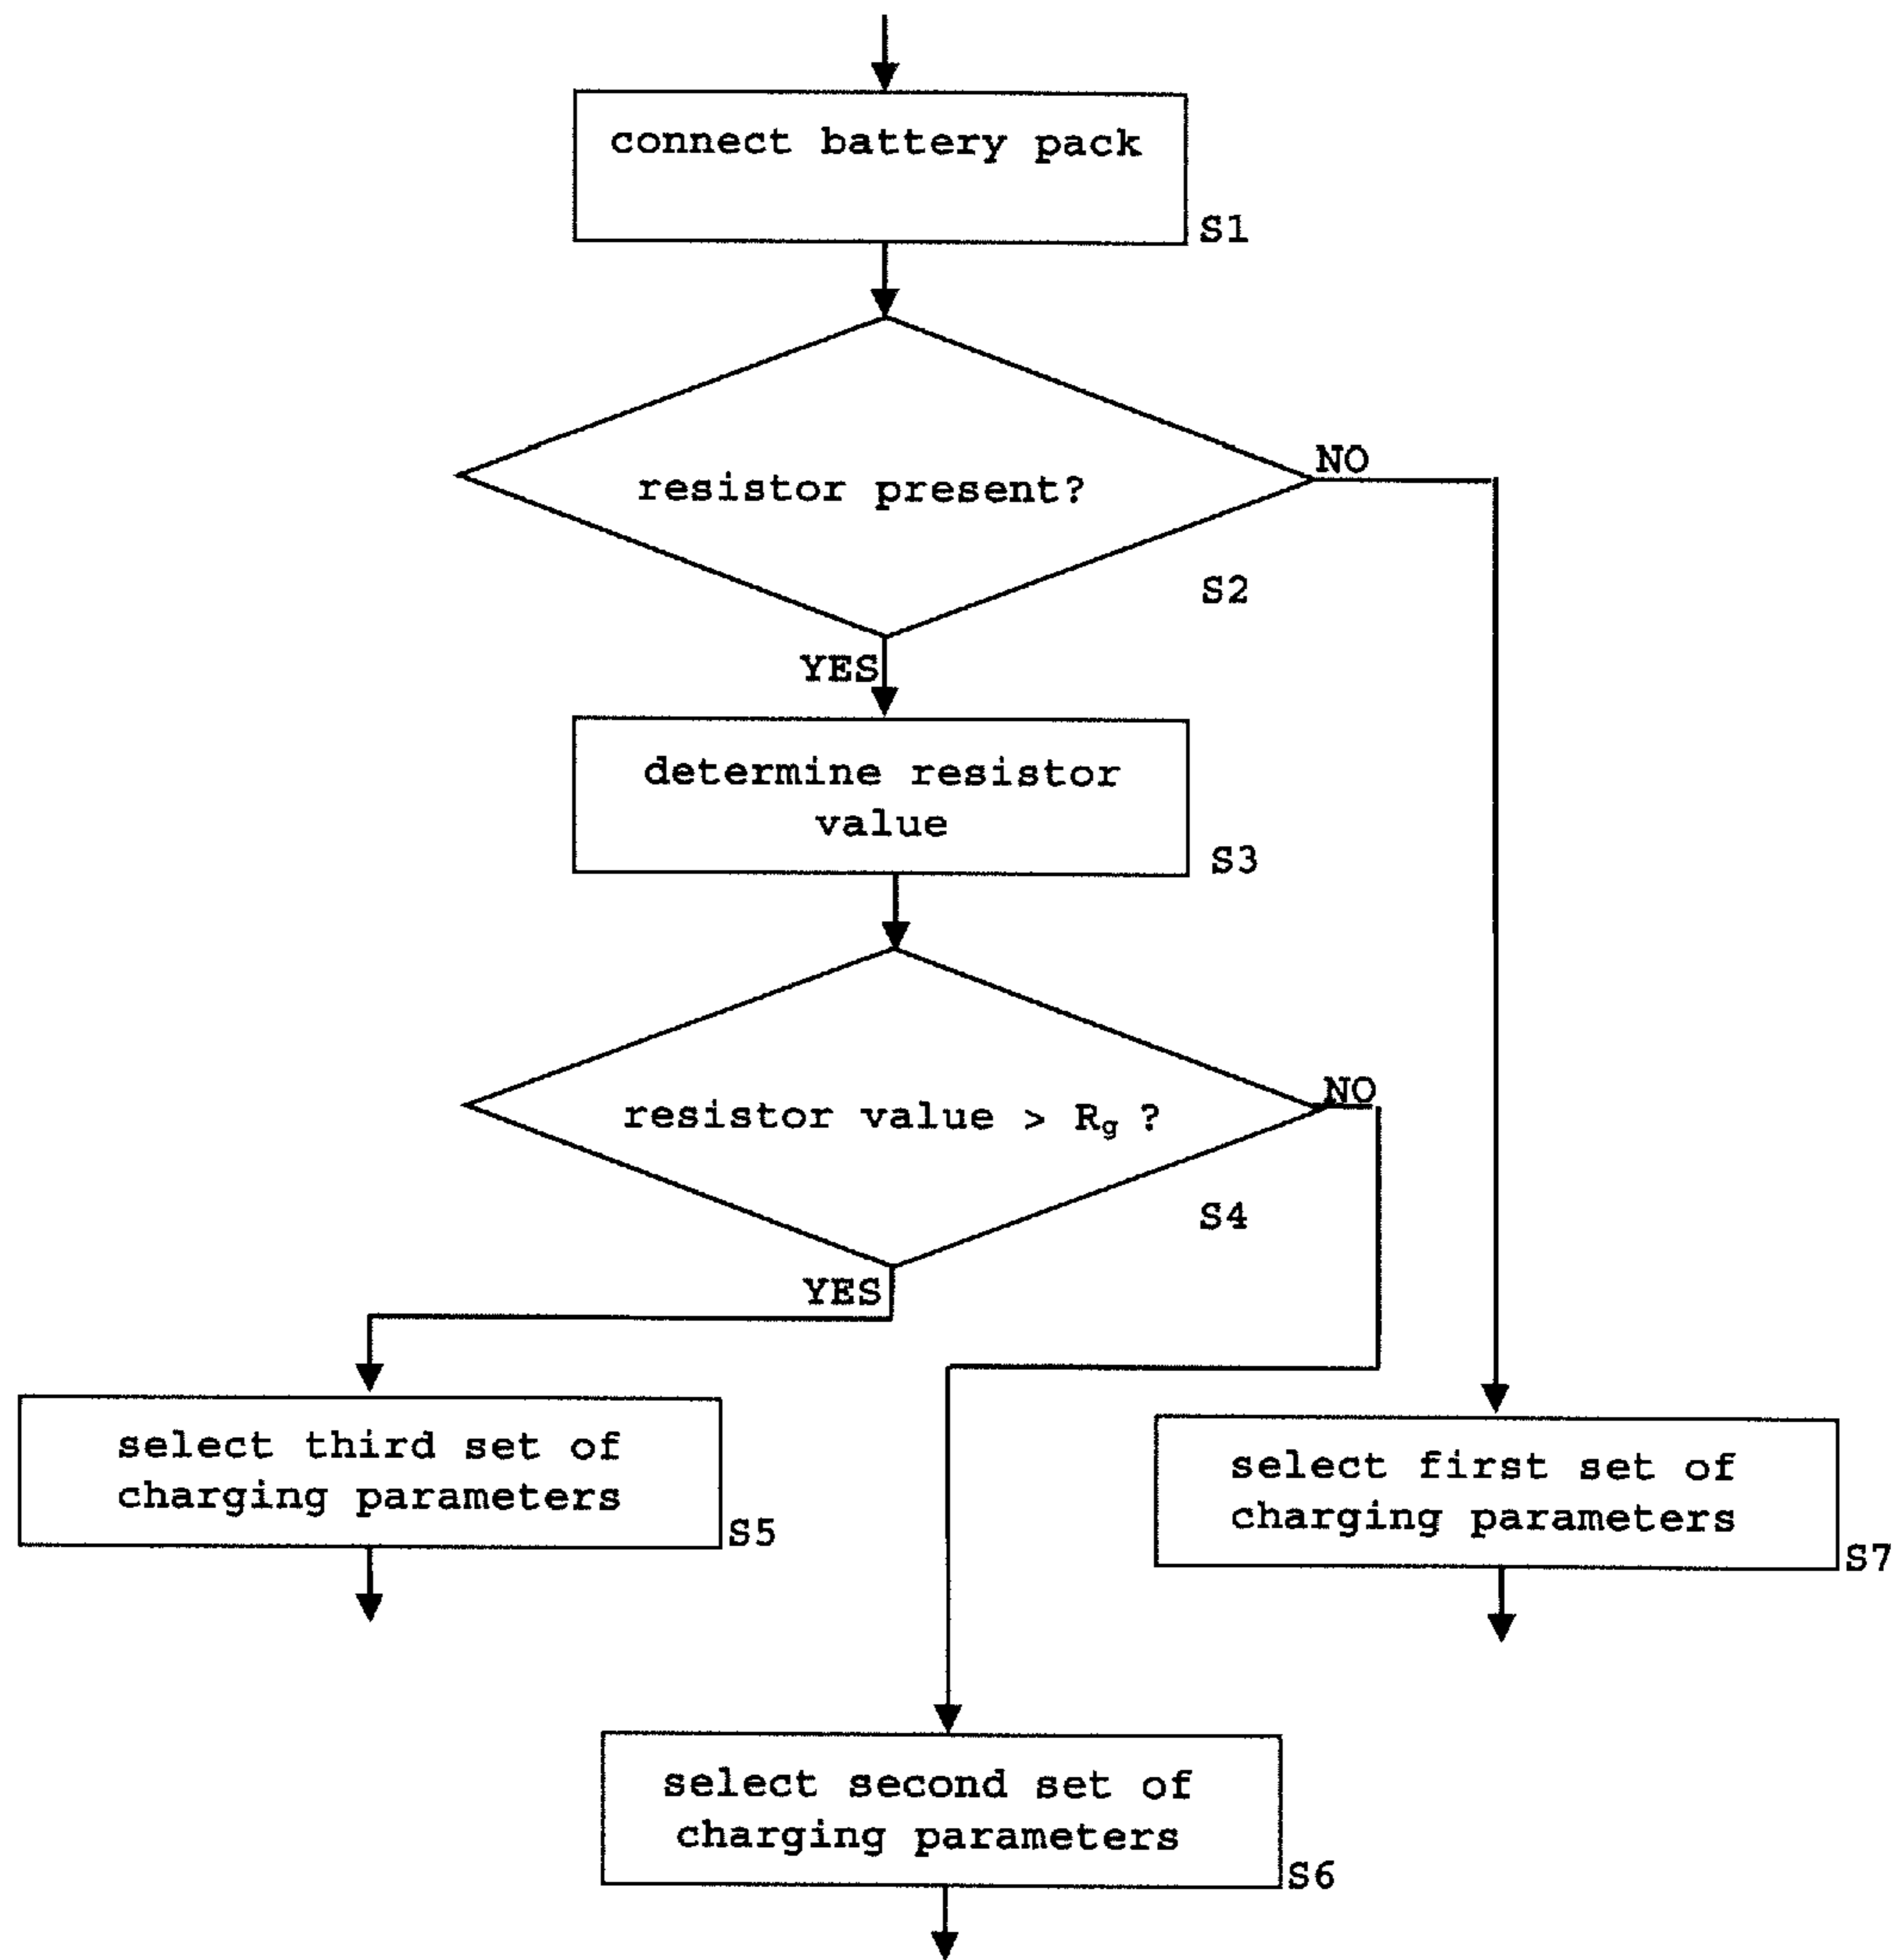 connect battery pack
S1
resistor present?
NO
S2
YES
determine resistor
value
S3
resistor value > Rg ?
NO
S4
YES
select third set of
charging parameters
S5
select first set of
charging parameters
S7
select second set of
charging parameters
S6